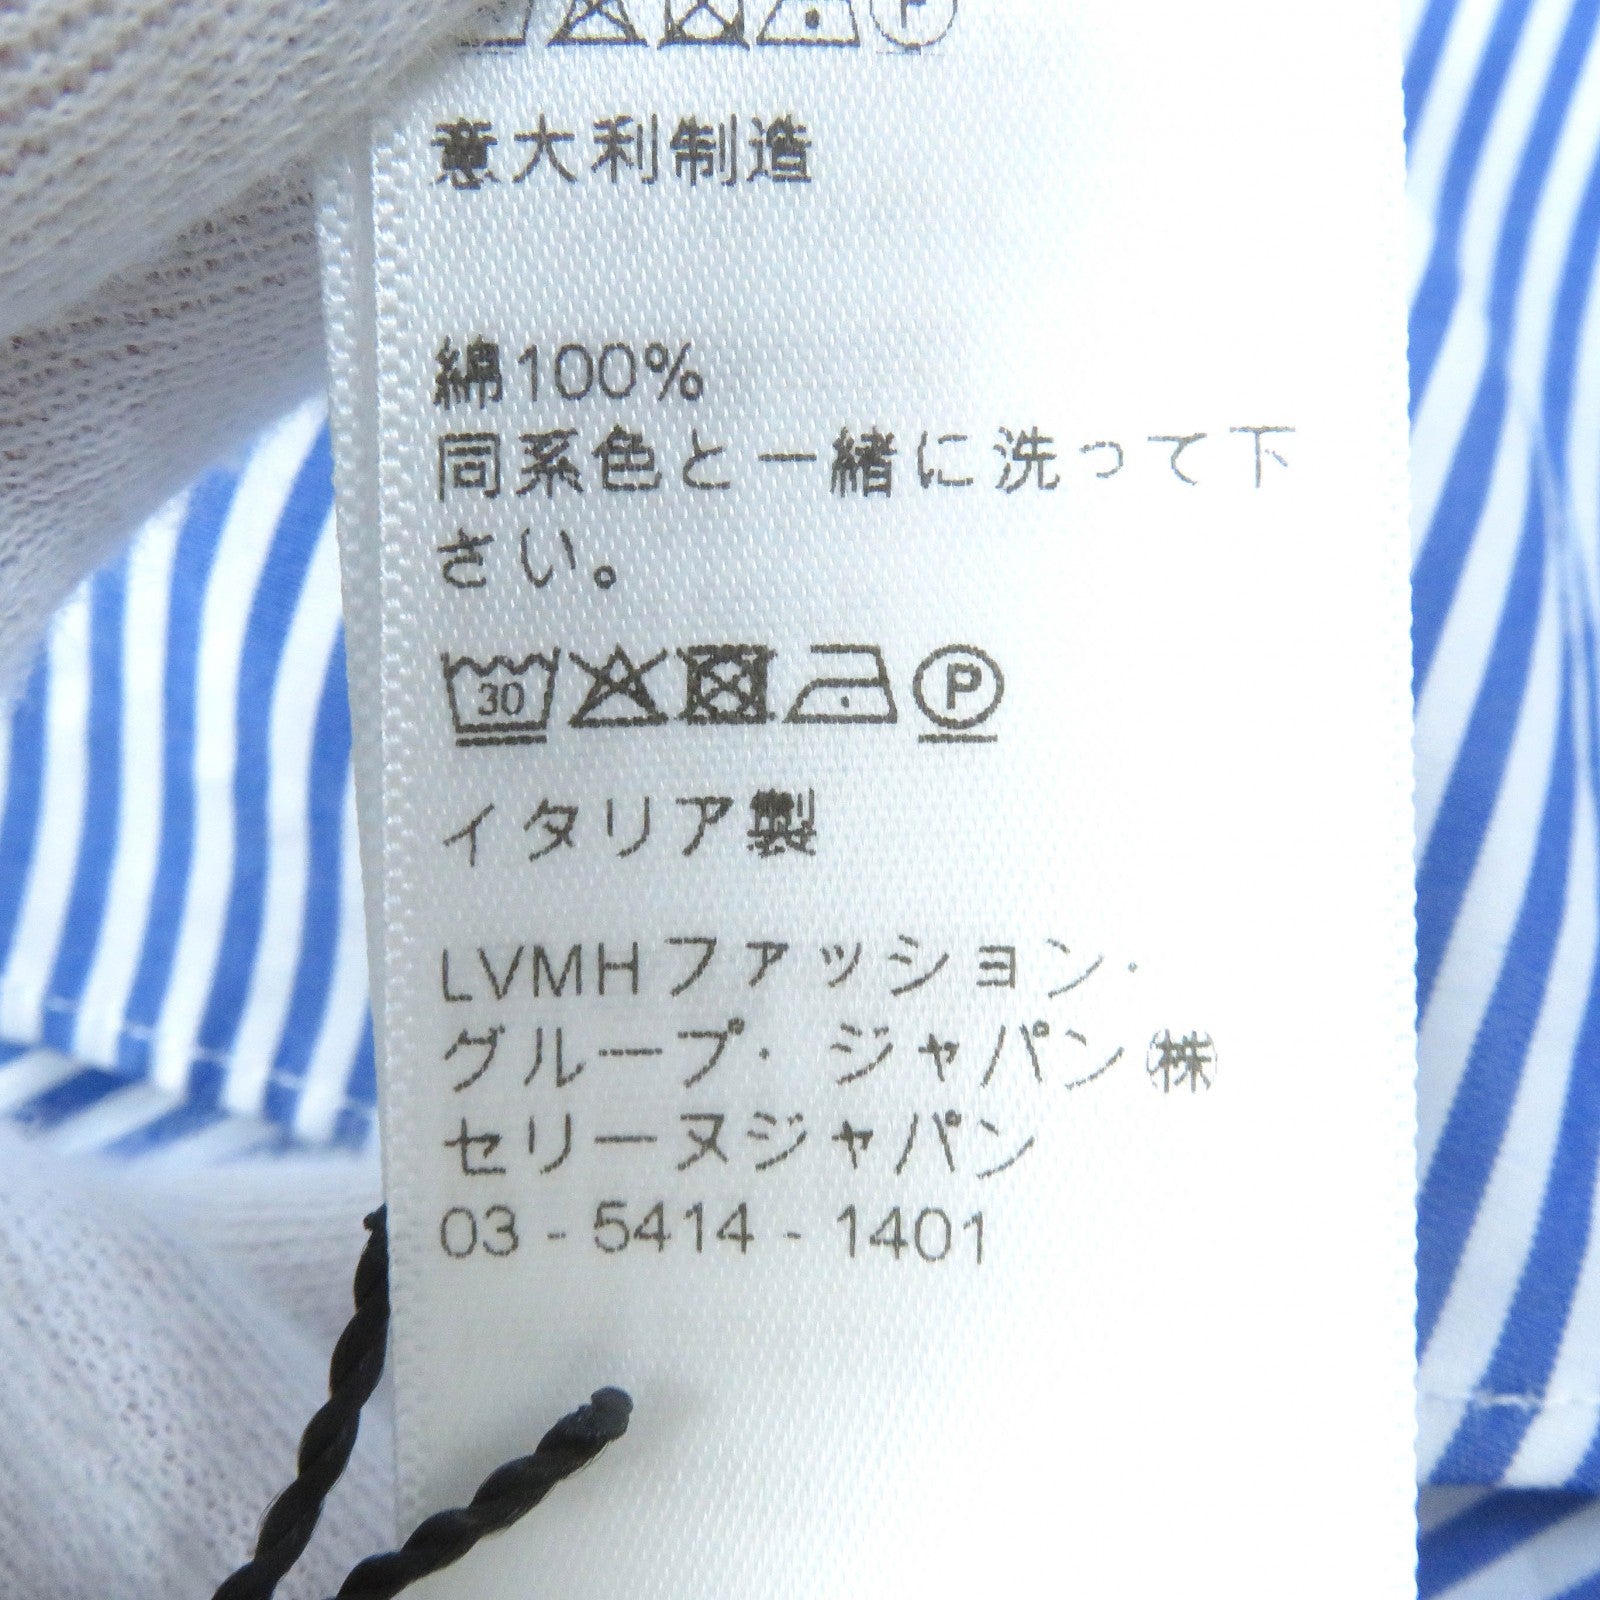 意大利制造
綿100%
同系色と一緒に洗って下
さい。
30 P
イタリア製
LVMHファッション·
グループ·ジャパン㈱
セリーヌジャパン
03-5414-1401